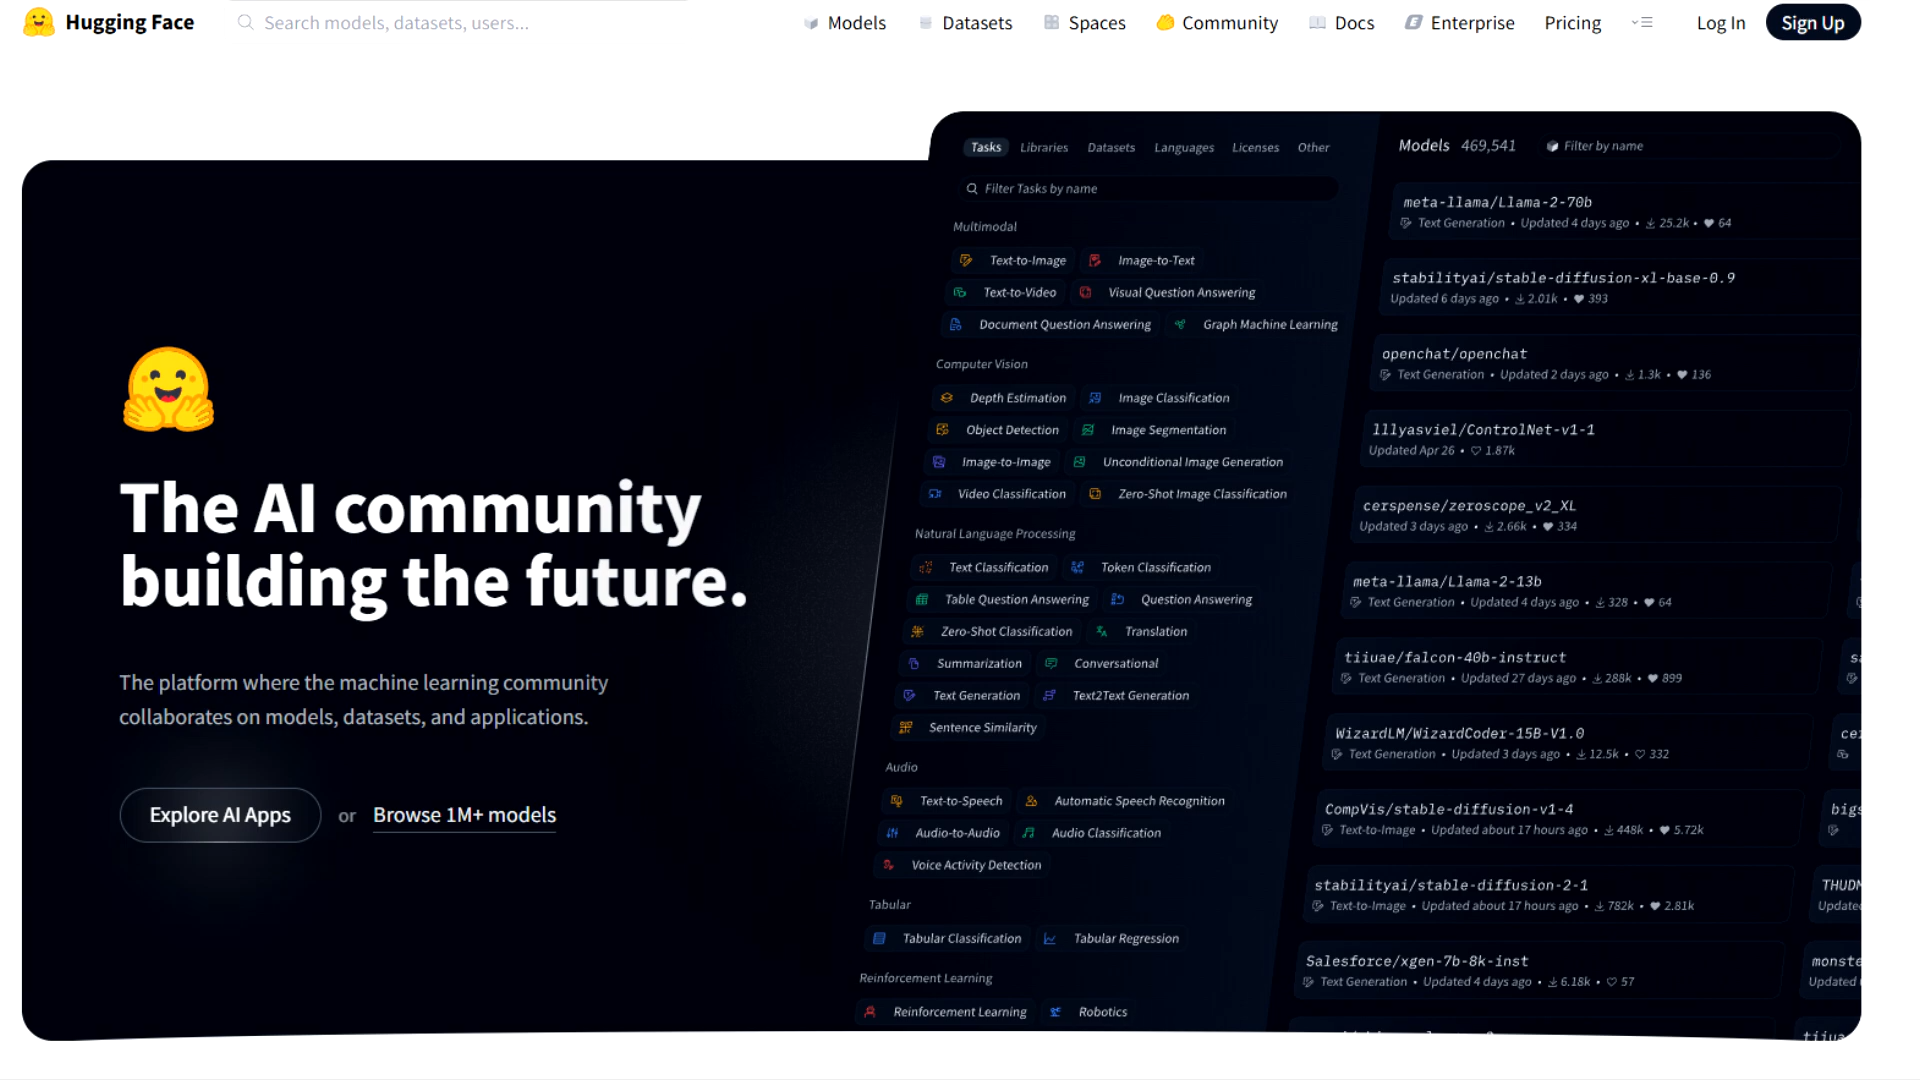 Hugging Face
Search models, datasets, users...
Models
Datasets
Spaces
Community
Docs
Enterprise
Pricing
Log In
Sign Up
The AI community
building the future.
The platform where the machine learning community
collaborates on models, datasets, and applications.
Explore AI Apps or Browse 1M+ models
Tasks Libraries Datasets Languages Licenses Other
Filter Tasks by name
Multimodal
Text-to-Image Image-to-Text
Text-to-Video Visual Question Answering
Document Question Answering Graph Machine Learning
Computer Vision
Depth Estimation Image Classification
Object Detection Image Segmentation
Image-to-Image Unconditional Image Generation
Video Classification Zero-Shot Image Classification
Natural Language Processing
Text Classification Token Classification
Table Question Answering Question Answering
Zero-Shot Classification Translation
Summarization Conversational
Text Generation Text2Text Generation
Sentence Similarity
Audio
Text-to-Speech Automatic Speech Recognition
Audio-to-Audio Audio Classification
Voice Activity Detection
Tabular
Tabular Classification Tabular Regression
Reinforcement Learning
Reinforcement Learning Robotics
Models 469,541 Filter by name
meta-llama/Llama-2-70b
Text Generation • Updated 4 days ago • 25.2k • 64
stabilityai/stable-diffusion-xl-base-0.9
Updated 6 days ago • 2.01k • 393
openchat/openchat
Text Generation • Updated 2 days ago • 1.3k • 136
lllyasviel/ControlNet-v1-1
Updated Apr 26 • 1.87k
cerspense/zeroscope_v2_XL
Updated 3 days ago • 2.66k • 334
meta-llama/Llama-2-13b
Text Generation • Updated 4 days ago • 328 • 64
tiiuae/falcon-40b-instruct
Text Generation • Updated 27 days ago • 288k • 899
WizardLM/WizardCoder-15B-V1.0
Text Generation • Updated 3 days ago • 12.5k • 332
CompVis/stable-diffusion-v1-4
Text-to-Image • Updated about 17 hours ago • 448k • 5.72k
stabilityai/stable-diffusion-2-1
Text-to-Image • Updated about 17 hours ago • 782k • 2.81k
Salesforce/xgen-7b-8k-inst
Text Generation • Updated 4 days ago • 6.18k • 57